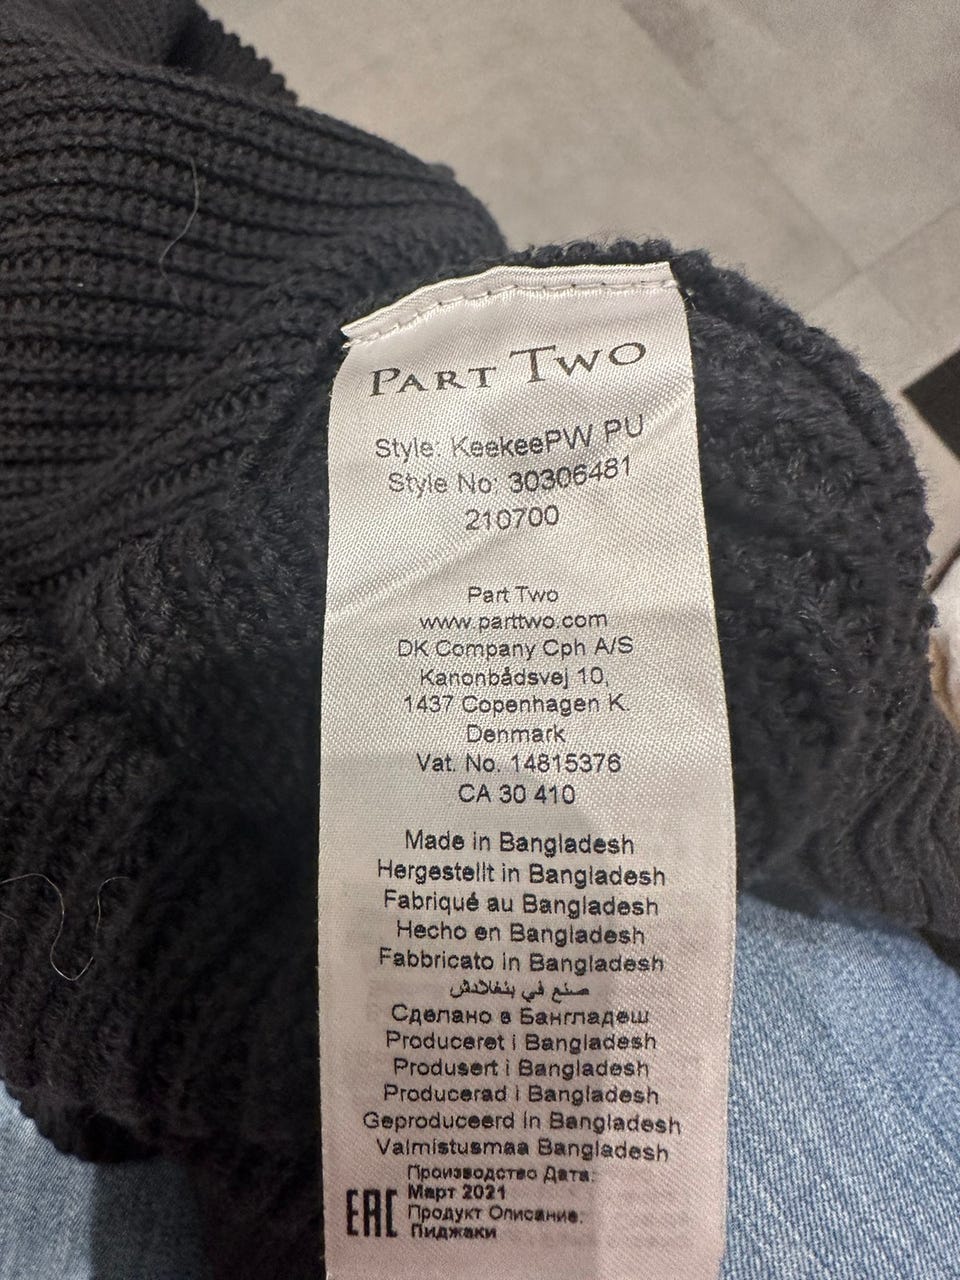 PART TWO
Style: KeekeePW PU
Style No: 30306481
210700
Part Two
www.parttwo.com
DK Company Cph A/S
Kanonbådsvej 10,
1437 Copenhagen K
Denmark
Vat. No. 14815376
CA 30 410
Made in Bangladesh
Hergestellt in Bangladesh
Fabriqué au Bangladesh
Hecho en Bangladesh
Fabbricato in Bangladesh
صنع في بنغلادش
Сделано в Бангладеш
Produceret i Bangladesh
Produsert i Bangladesh
Producerad i Bangladesh
Geproduceerd in Bangladesh
Valmistusmaa Bangladesh
Производство Дата:
Март 2021
EAC Продукт Описание:
Пиджаки